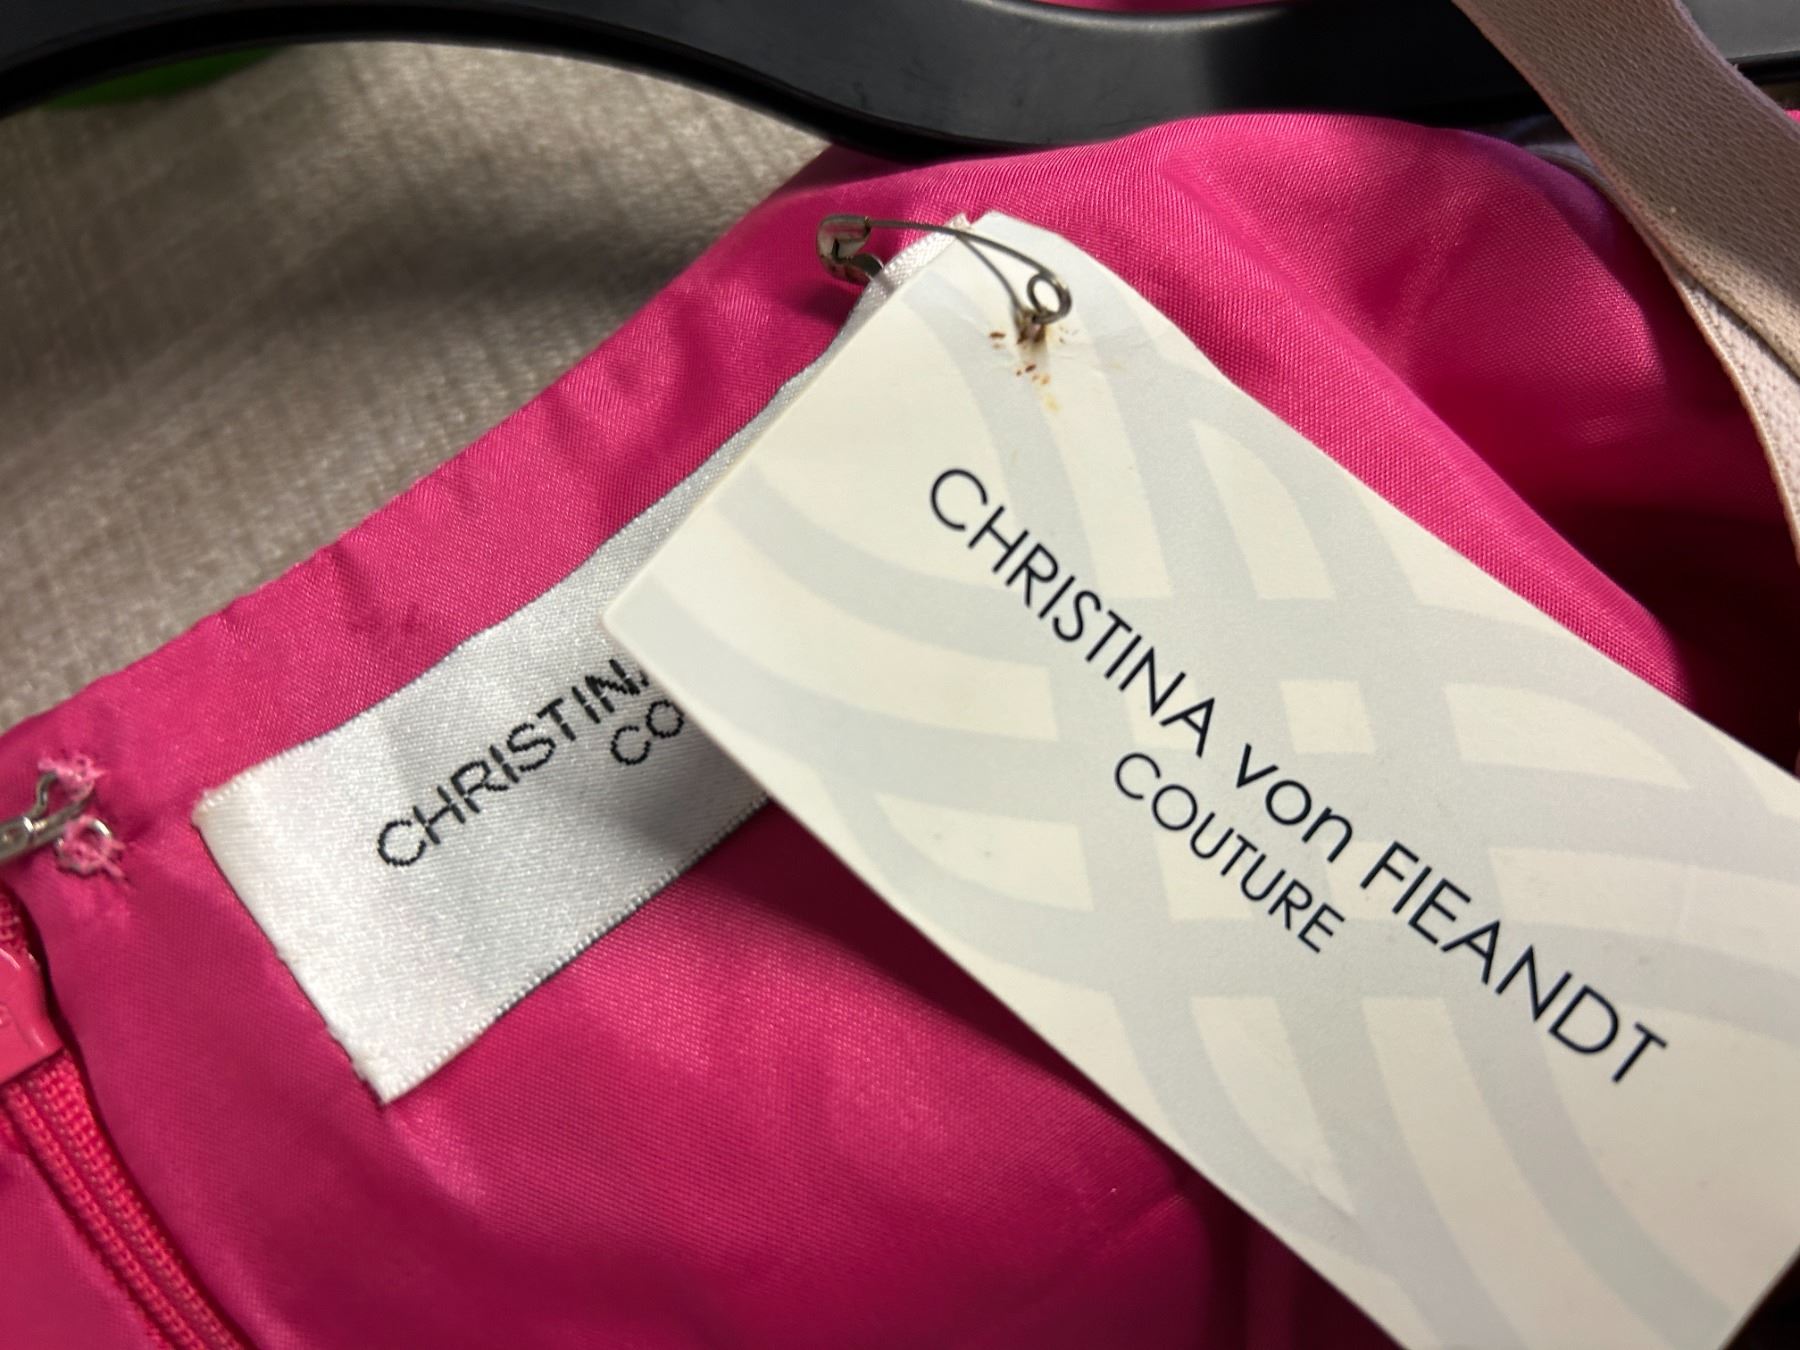 CHRISTINA von FIEANDT
COUTURE
CHRISTIN
CO